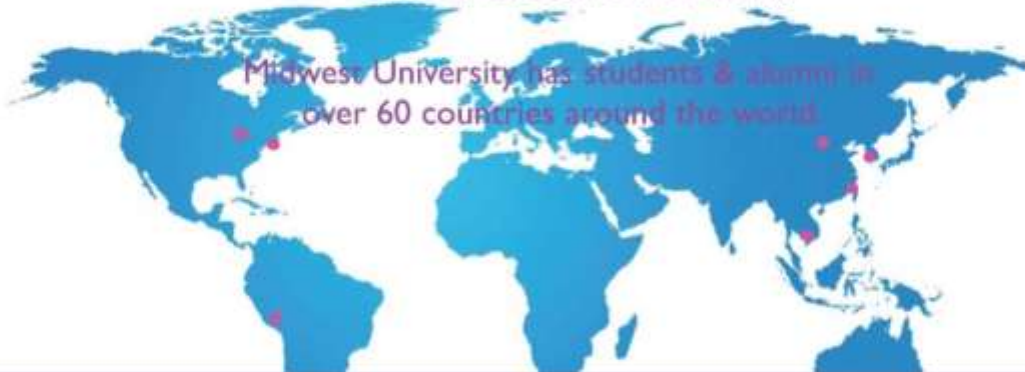 Midwest University has students & alumni in
over 60 countries around the world.